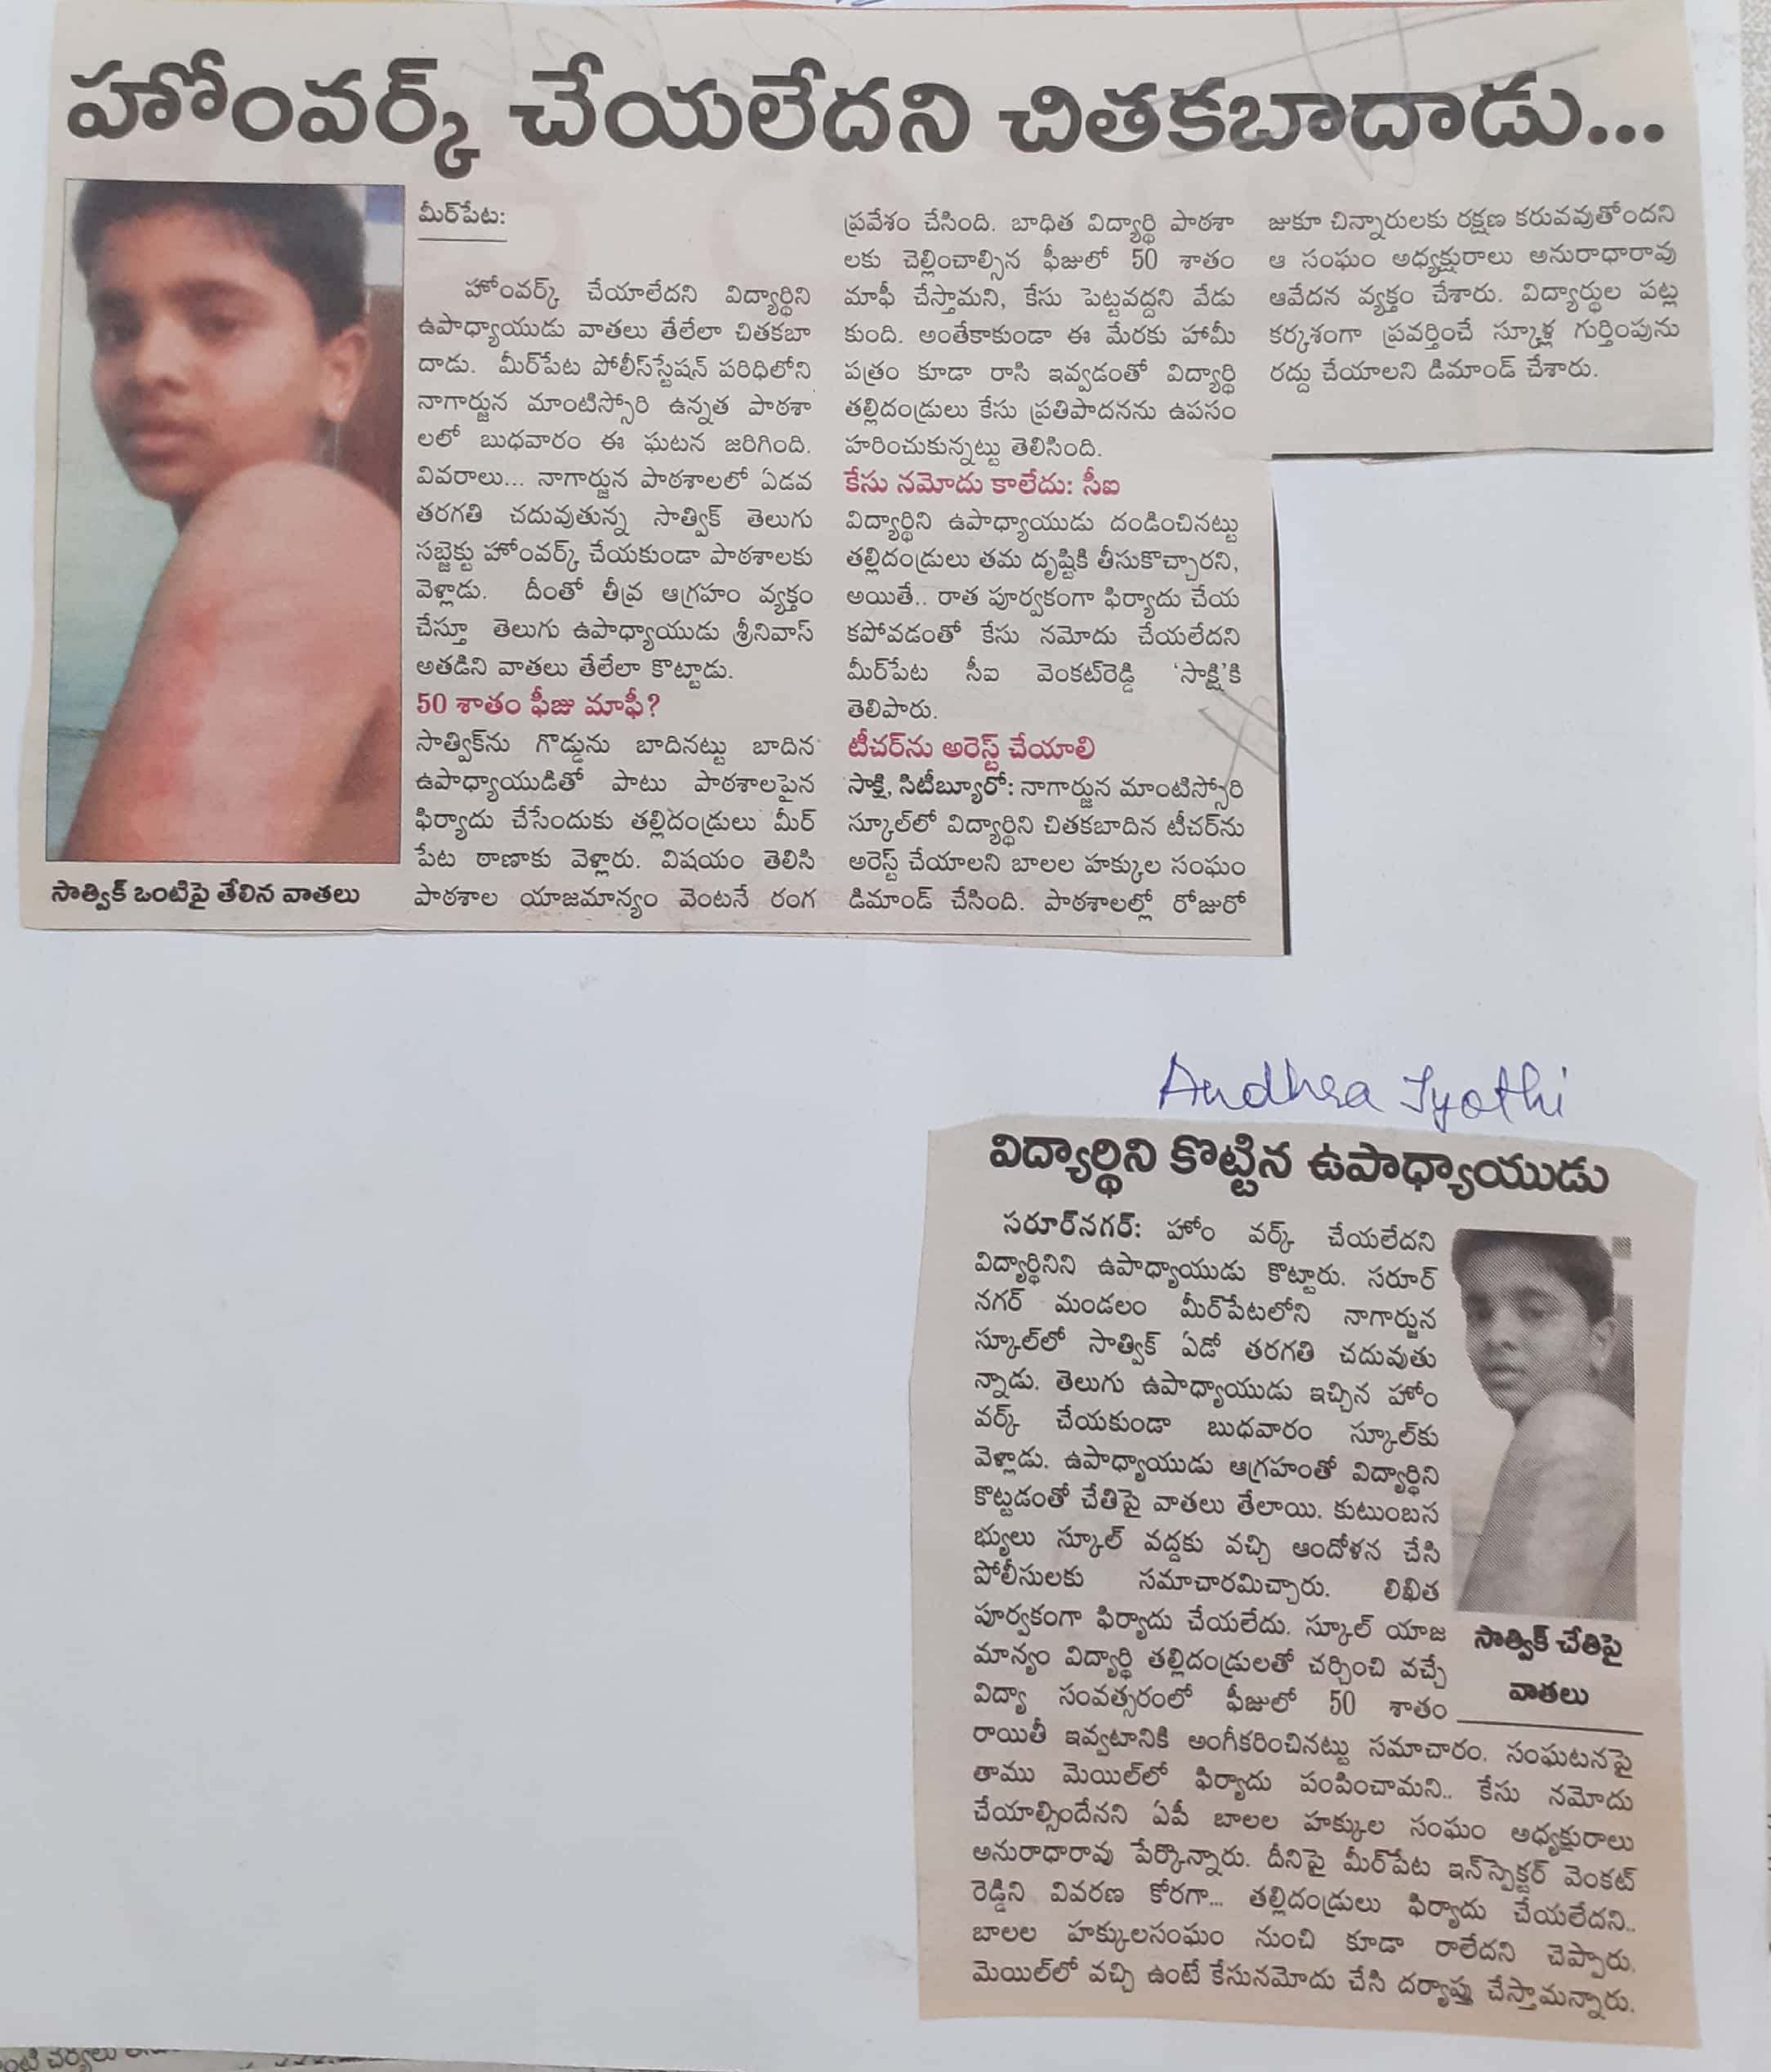 హోంవర్క్ చేయలేదని చితకబాదాడు...
మీర్‌పేట:
హోంవర్క్ చేయాలేదని విద్యార్థిని
ఉపాధ్యాయుడు వాతలు తేలేలా చితకబా
దాడు. మీర్‌పేట పోలీస్‌స్టేషన్ పరిధిలోని
నాగార్జున మాంటిస్సోరి ఉన్నత పాఠశా
లలో బుధవారం ఈ ఘటన జరిగింది.
వివరాలు... నాగార్జున పాఠశాలలో ఏడవ
తరగతి చదువుతున్న సాత్విక్ తెలుగు
సబ్జెక్టు హోంవర్క్ చేయకుండా పాఠశాలకు
వెళ్లాడు. దీంతో తీవ్ర ఆగ్రహం వ్యక్తం
చేస్తూ తెలుగు ఉపాధ్యాయుడు శ్రీనివాస్
అతడిని వాతలు తేలేలా కొట్టాడు.
50 శాతం ఫీజు మాఫీ?
సాత్విక్‌ను గొడ్డును బాదినట్టు బాదిన
ఉపాధ్యాయుడితో పాటు పాఠశాలపైన
ఫిర్యాదు చేసేందుకు తల్లిదండ్రులు మీర్
పేట ఠాణాకు వెళ్లారు. విషయం తెలిసి
పాఠశాల యాజమాన్యం వెంటనే రంగ
సాత్విక్ ఒంటిపై తేలిన వాతలు
ప్రవేశం చేసింది. బాధిత విద్యార్థి పాఠశా
లకు చెల్లించాల్సిన ఫీజులో 50 శాతం
మాఫీ చేస్తామని, కేసు పెట్టవద్దని వేడు
కుంది. అంతేకాకుండా ఈ మేరకు హామీ
పత్రం కూడా రాసి ఇవ్వడంతో విద్యార్థి
తల్లిదండ్రులు కేసు ప్రతిపాదనను ఉపసం
హరించుకున్నట్టు తెలిసింది.
కేసు నమోదు కాలేదు: సీఐ
విద్యార్థిని ఉపాధ్యాయుడు దండించినట్టు
తల్లిదండ్రులు తమ దృష్టికి తీసుకొచ్చారని,
అయితే.. రాత పూర్వకంగా ఫిర్యాదు చేయ
కపోవడంతో కేసు నమోదు చేయలేదని
మీర్‌పేట సీఐ వెంకట్‌రెడ్డి 'సాక్షి'కి
తెలిపారు.
టీచర్‌ను అరెస్ట్ చేయాలి
సాక్షి, సిటీబ్యూరో: నాగార్జున మాంటిస్సోరి
స్కూల్‌లో విద్యార్థిని చితకబాదిన టీచర్‌ను
అరెస్ట్ చేయాలని బాలల హక్కుల సంఘం
డిమాండ్ చేసింది. పాఠశాలల్లో రోజురో
జుకూ చిన్నారులకు రక్షణ కరువవుతోందని
ఆ సంఘం అధ్యక్షురాలు అనురాధారావు
ఆవేదన వ్యక్తం చేశారు. విద్యార్థుల పట్ల
కర్కశంగా ప్రవర్తించే స్కూళ్ల గుర్తింపును
రద్దు చేయాలని డిమాండ్ చేశారు.
Andhra Jyothi
విద్యార్థిని కొట్టిన ఉపాధ్యాయుడు
సరూర్‌నగర్: హోం వర్క్ చేయలేదని
విద్యార్థినిని ఉపాధ్యాయుడు కొట్టారు. సరూర్
నగర్ మండలం మీర్‌పేటలోని నాగార్జున
స్కూల్‌లో సాత్విక్ ఏడో తరగతి చదువుతు
న్నాడు. తెలుగు ఉపాధ్యాయుడు ఇచ్చిన హోం
వర్క్ చేయకుండా బుధవారం స్కూల్‌కు
వెళ్లాడు. ఉపాధ్యాయుడు ఆగ్రహంతో విద్యార్థిని
కొట్టడంతో చేతిపై వాతలు తేలాయి. కుటుంబస
భ్యులు స్కూల్ వద్దకు వచ్చి ఆందోళన చేసి
పోలీసులకు సమాచారమిచ్చారు. లిఖిత
పూర్వకంగా ఫిర్యాదు చేయలేదు. స్కూల్ యాజ
మాన్యం విద్యార్థి తల్లిదండ్రులతో చర్చించి వచ్చే
విద్యా సంవత్సరంలో ఫీజులో 50 శాతం
సాత్విక్ చేతిపై
వాతలు
రాయితీ ఇవ్వటానికి అంగీకరించినట్టు సమాచారం. సంఘటనపై
తాము మెయిల్‌లో ఫిర్యాదు పంపించామని.. కేసు నమోదు
చేయాల్సిందేనని ఏపీ బాలల హక్కుల సంఘం అధ్యక్షురాలు
అనురాధారావు పేర్కొన్నారు. దీనిపై మీర్‌పేట ఇన్‌స్పెక్టర్ వెంకట్
రెడ్డిని వివరణ కోరగా... తల్లిదండ్రులు ఫిర్యాదు చేయలేదని..
బాలల హక్కులసంఘం నుంచి కూడా రాలేదని చెప్పారు.
మెయిల్‌లో వచ్చి ఉంటే కేసునమోదు చేసి దర్యాప్తు చేస్తామన్నారు.